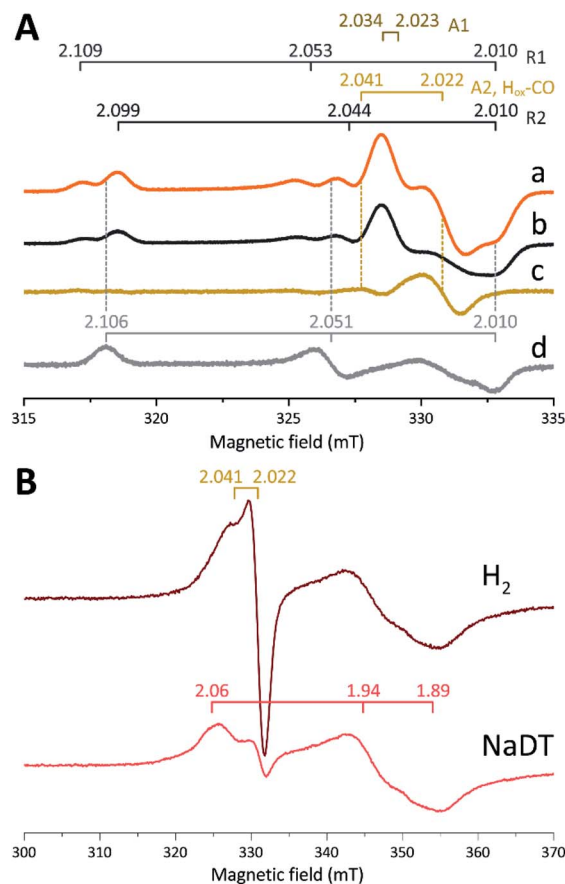 A
2.034 2.023 A1
2.109 2.053 2.010 R1
2.041 2.022 A2, Hox-CO
2.099 2.044 2.010 R2
a
b
c
2.106 2.051 2.010
d
315 320 325 330 335
Magnetic field (mT)
B
2.041 2.022
H2
2.06 1.94 1.89
NaDT
300 310 320 330 340 350 360 370
Magnetic field (mT)